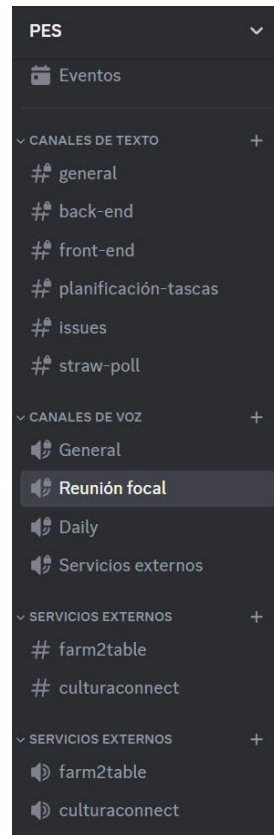 PES
Eventos
CANALES DE TEXTO
general
back-end
front-end
planificación-tascas
issues
straw-poll
CANALES DE VOZ
General
Reunión focal
Daily
Servicios externos
SERVICIOS EXTERNOS
farm2table
culturaconnect
SERVICIOS EXTERNOS
farm2table
culturaconnect